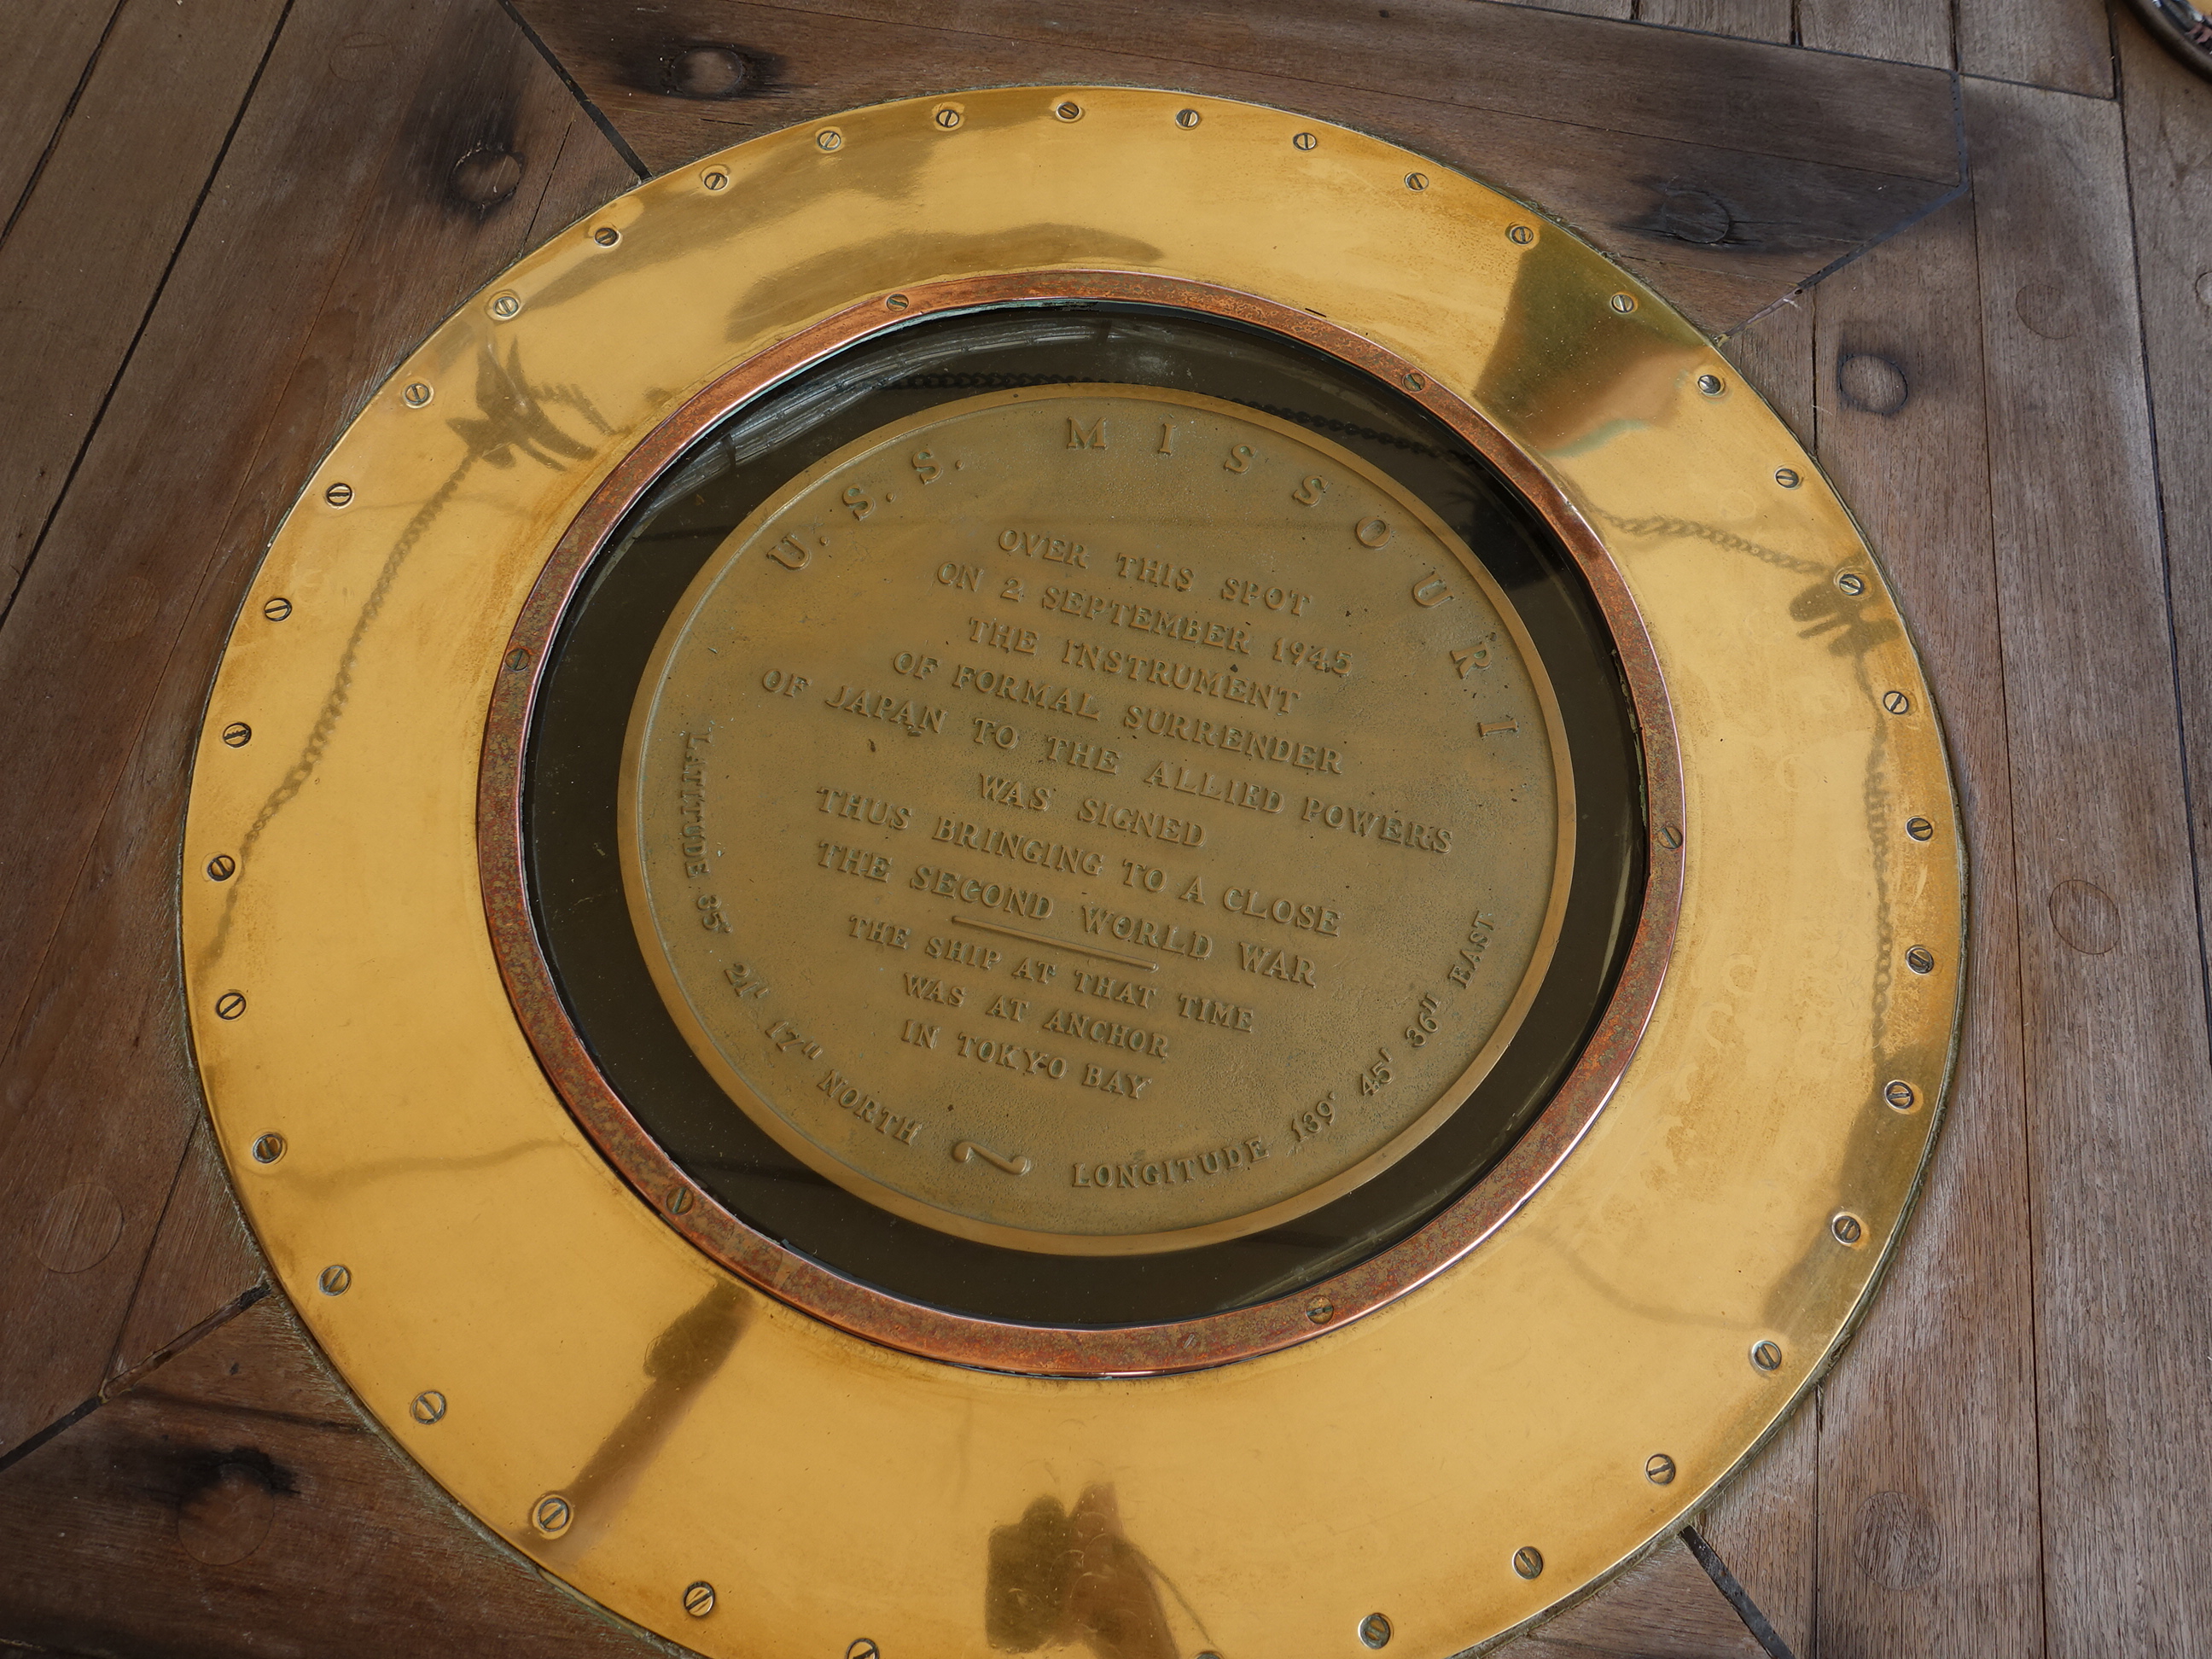 U.S.S. MISSOURI
OVER THIS SPOT
ON 2 SEPTEMBER 1945
THE INSTRUMENT
OF FORMAL SURRENDER
OF JAPAN TO THE ALLIED POWERS
WAS SIGNED
THUS BRINGING TO A CLOSE
THE SECOND WORLD WAR
THE SHIP AT THAT TIME
WAS AT ANCHOR
IN TOKYO BAY
LATITUDE 35° 21' 17" NORTH ~ LONGITUDE 139° 45' 36" EAST